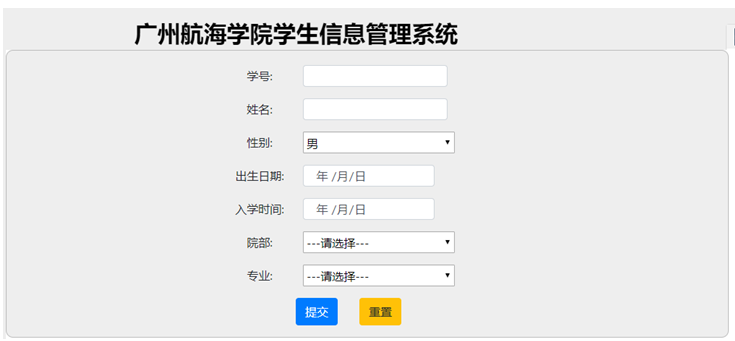 广州航海学院学生信息管理系统
学号:
姓名:
性别: 男
出生日期: 年 /月/日
入学时间: 年 /月/日
院部: ---请选择---
专业: ---请选择---
提交 重置